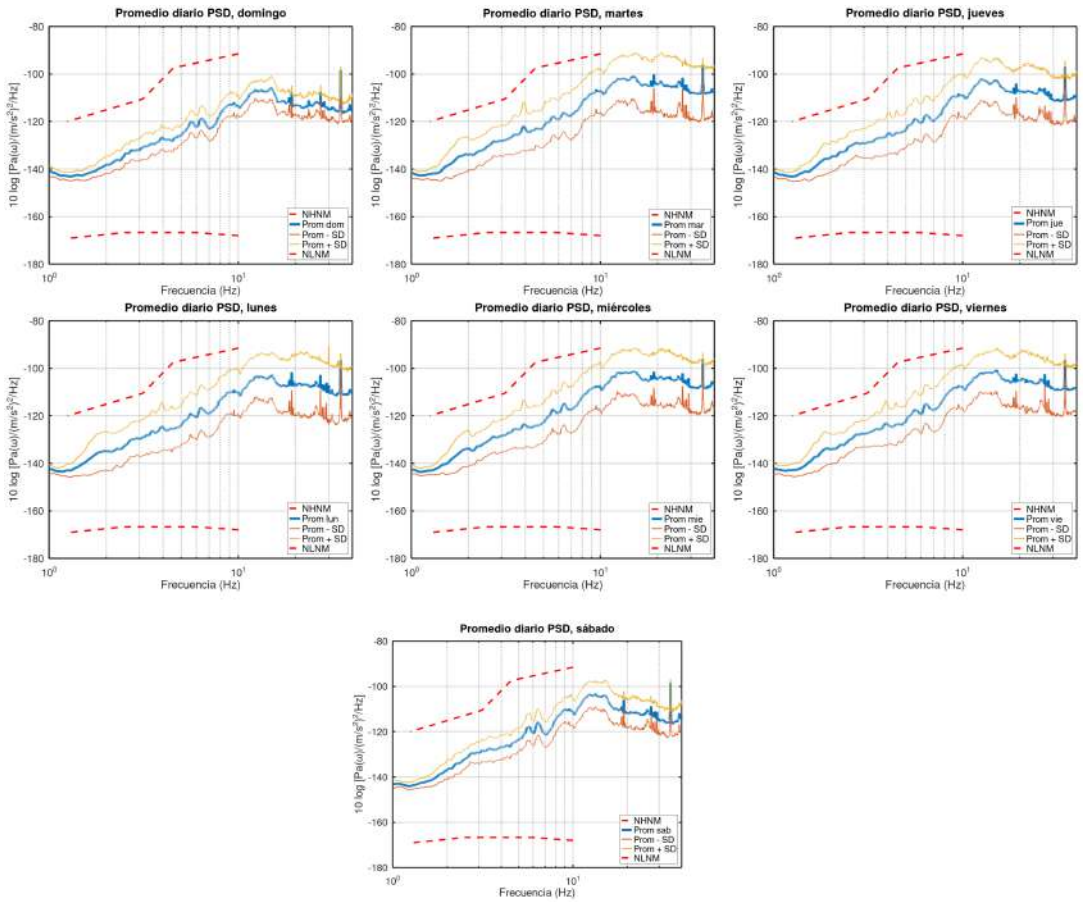 Promedio diario PSD, domingo
-80
-100
-120
-140
-160
-180
10 log [Pa(ω)/(m/s²)²/Hz]
NHNM
Prom dom
Prom - SD
Prom + SD
NLNM
10⁰
10¹
Frecuencia (Hz)
Promedio diario PSD, martes
-80
-100
-120
-140
-160
-180
10 log [Pa(ω)/(m/s²)²/Hz]
NHNM
Prom mar
Prom - SD
Prom + SD
NLNM
10⁰
10¹
Frecuencia (Hz)
Promedio diario PSD, jueves
-80
-100
-120
-140
-160
-180
10 log [Pa(ω)/(m/s²)²/Hz]
NHNM
Prom jue
Prom - SD
Prom + SD
NLNM
10⁰
10¹
Frecuencia (Hz)
Promedio diario PSD, lunes
-80
-100
-120
-140
-160
-180
10 log [Pa(ω)/(m/s²)²/Hz]
NHNM
Prom lun
Prom - SD
Prom + SD
NLNM
10⁰
10¹
Frecuencia (Hz)
Promedio diario PSD, miércoles
-80
-100
-120
-140
-160
-180
10 log [Pa(ω)/(m/s²)²/Hz]
NHNM
Prom mie
Prom - SD
Prom + SD
NLNM
10⁰
10¹
Frecuencia (Hz)
Promedio diario PSD, viernes
-80
-100
-120
-140
-160
-180
10 log [Pa(ω)/(m/s²)²/Hz]
NHNM
Prom vie
Prom - SD
Prom + SD
NLNM
10⁰
10¹
Frecuencia (Hz)
Promedio diario PSD, sábado
-80
-100
-120
-140
-160
-180
10 log [Pa(ω)/(m/s²)²/Hz]
NHNM
Prom sab
Prom - SD
Prom + SD
NLNM
10⁰
10¹
Frecuencia (Hz)